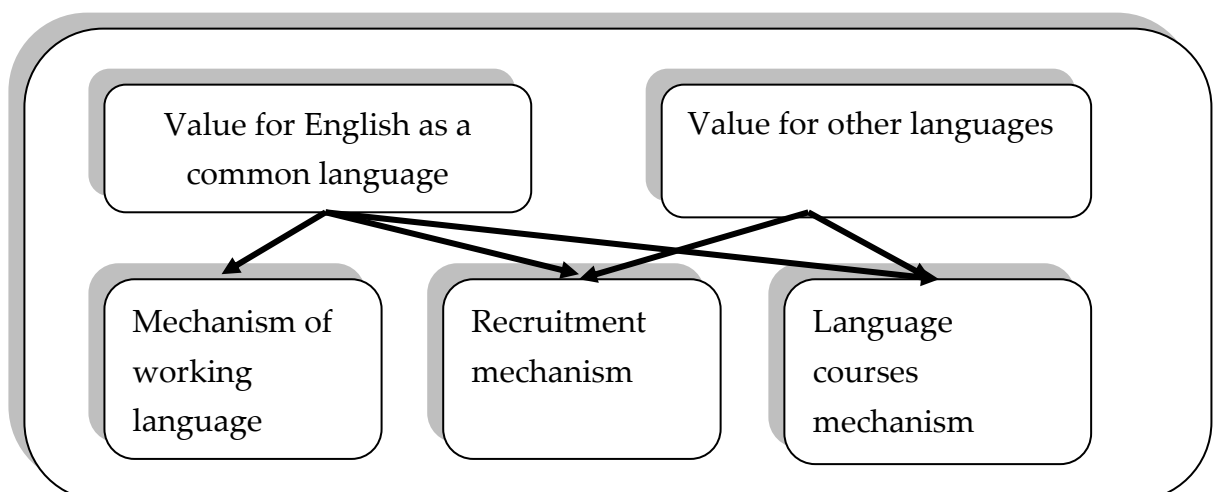 Value for English as a
common language
Value for other languages
Mechanism of
working
language
Recruitment
mechanism
Language
courses
mechanism